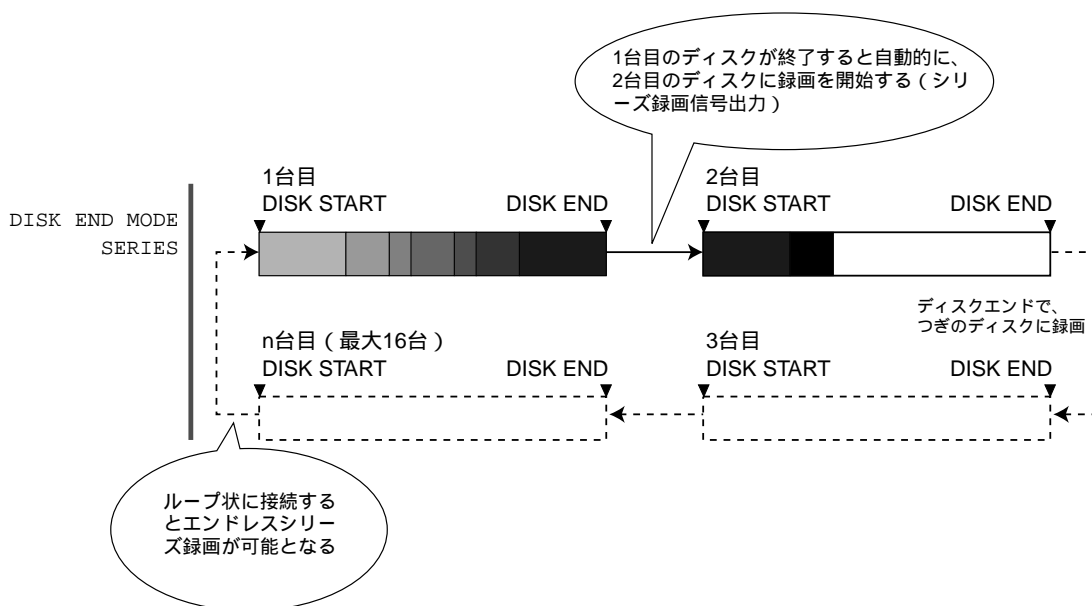 1台目のディスクが終了すると自動的に、
2台目のディスクに録画を開始する（シリ
ーズ録画信号出力）
DISK END MODE
SERIES
1台目
DISK START
DISK END
2台目
DISK START
DISK END
ディスクエンドで、
つぎのディスクに録画
n台目（最大16台）
DISK START
DISK END
3台目
DISK START
DISK END
ループ状に接続する
とエンドレスシリー
ズ録画が可能となる